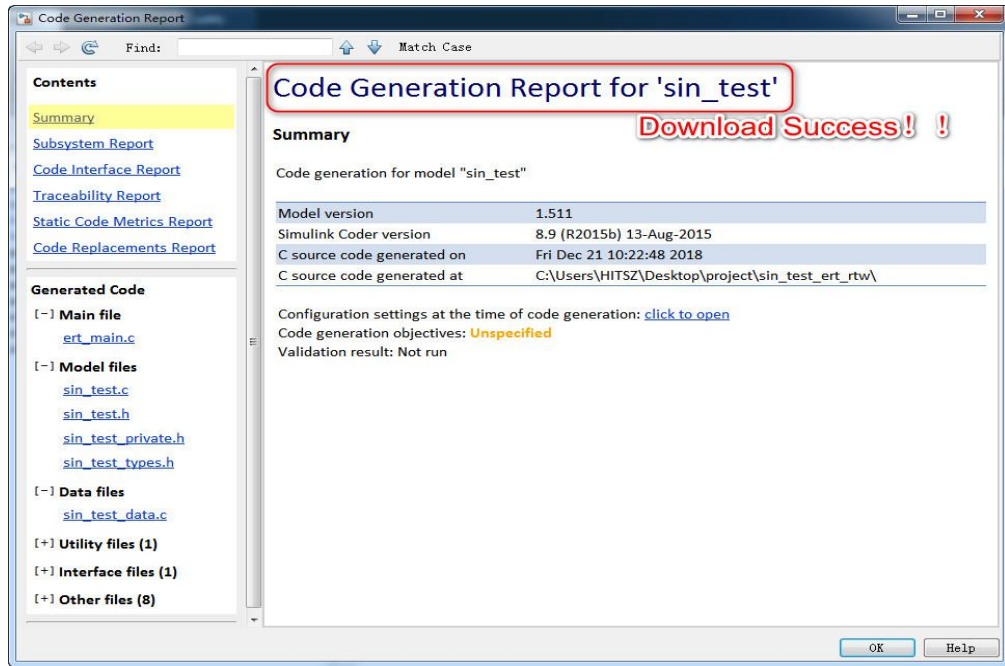 Code Generation Report
Find:
Match Case
Contents
Summary
Subsystem Report
Code Interface Report
Traceability Report
Static Code Metrics Report
Code Replacements Report
Generated Code
[-] Main file
ert_main.c
[-] Model files
sin_test.c
sin_test.h
sin_test_private.h
sin_test_types.h
[-] Data files
sin_test_data.c
[+] Utility files (1)
[+] Interface files (1)
[+] Other files (8)
Code Generation Report for 'sin_test'
Download Success！！
Summary
Code generation for model "sin_test"
Model version 1.511
Simulink Coder version 8.9 (R2015b) 13-Aug-2015
C source code generated on Fri Dec 21 10:22:48 2018
C source code generated at C:\Users\HITSZ\Desktop\project\sin_test_ert_rtw\
Configuration settings at the time of code generation: click to open
Code generation objectives: Unspecified
Validation result: Not run
OK
Help